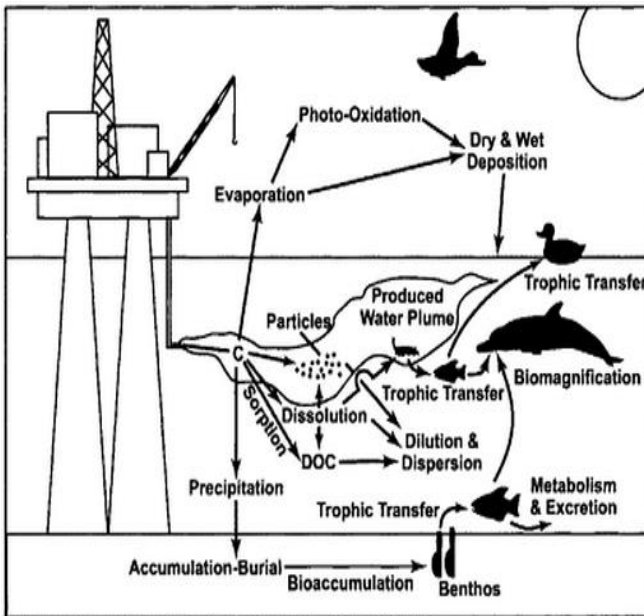 Photo-Oxidation
Dry & Wet
Deposition
Evaporation
Trophic Transfer
Produced
Water Plume
Particles
C
Biomagnification
Trophic Transfer
Sorption
Dissolution
Dilution &
Dispersion
DOC
Precipitation
Metabolism
& Excretion
Trophic Transfer
Accumulation-Burial
Bioaccumulation
Benthos